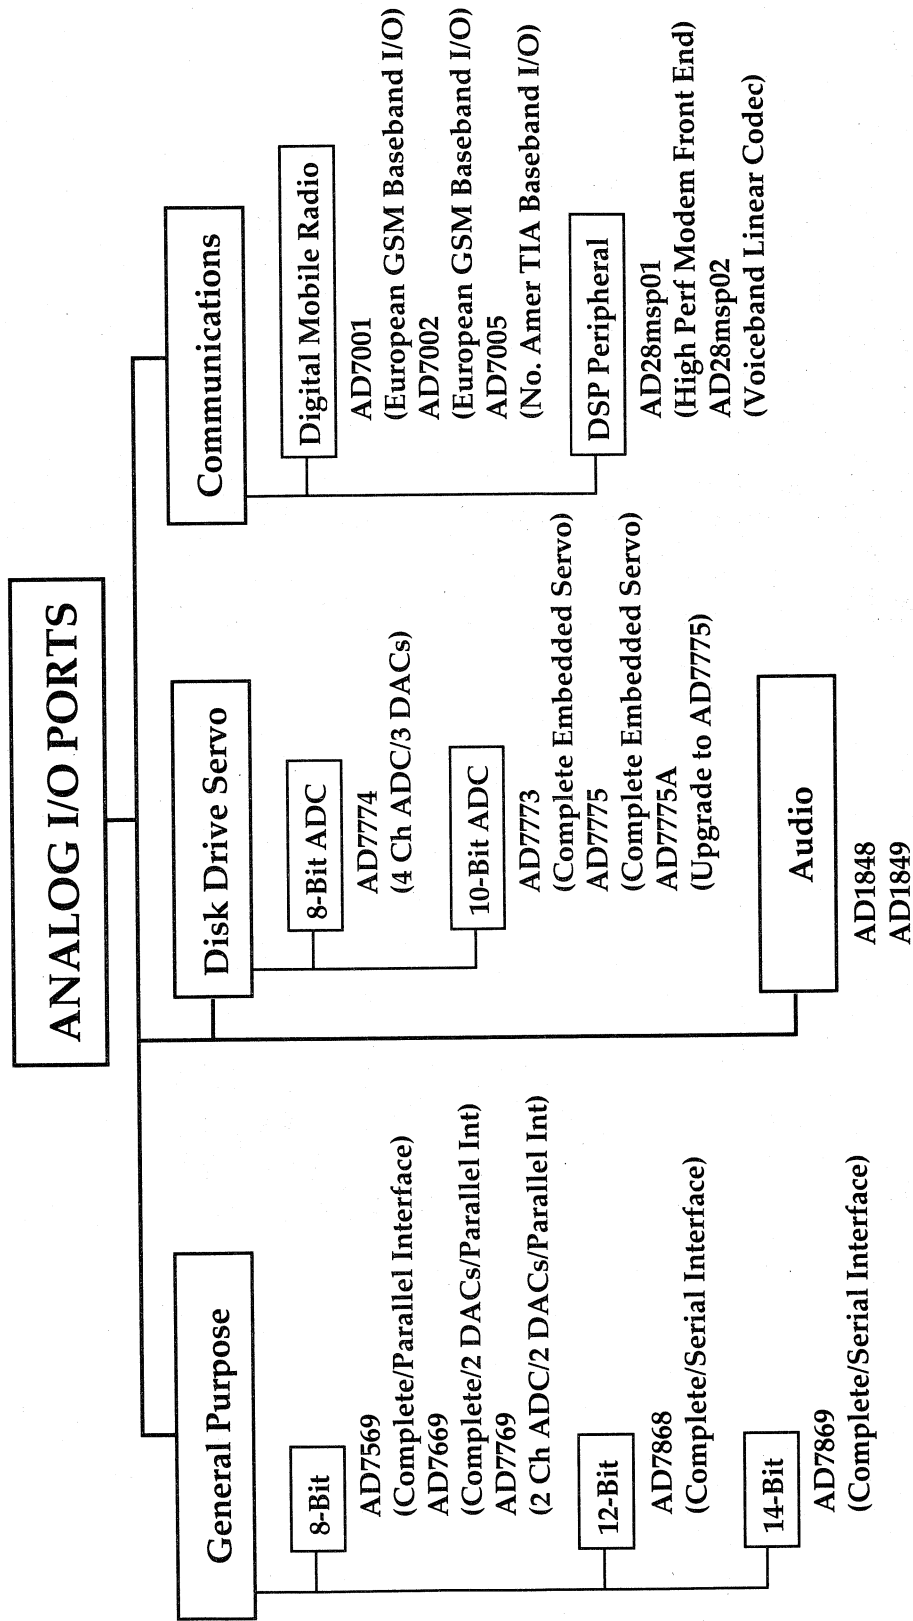 ANALOG I/O PORTS
General Purpose
8-Bit
AD7569
(Complete/Parallel Interface)
AD7669
(Complete/2 DACs/Parallel Int)
AD7769
(2 Ch ADC/2 DACs/Parallel Int)
12-Bit
AD7868
(Complete/Serial Interface)
14-Bit
AD7869
(Complete/Serial Interface)
Disk Drive Servo
8-Bit ADC
AD7774
(4 Ch ADC/3 DACs)
10-Bit ADC
AD7773
(Complete Embedded Servo)
AD7775
(Complete Embedded Servo)
AD7775A
(Upgrade to AD7775)
Audio
AD1848
AD1849
Communications
Digital Mobile Radio
AD7001
(European GSM Baseband I/O)
AD7002
(European GSM Baseband I/O)
AD7005
(No. Amer TIA Baseband I/O)
DSP Peripheral
AD28msp01
(High Perf Modem Front End)
AD28msp02
(Voiceband Linear Codec)